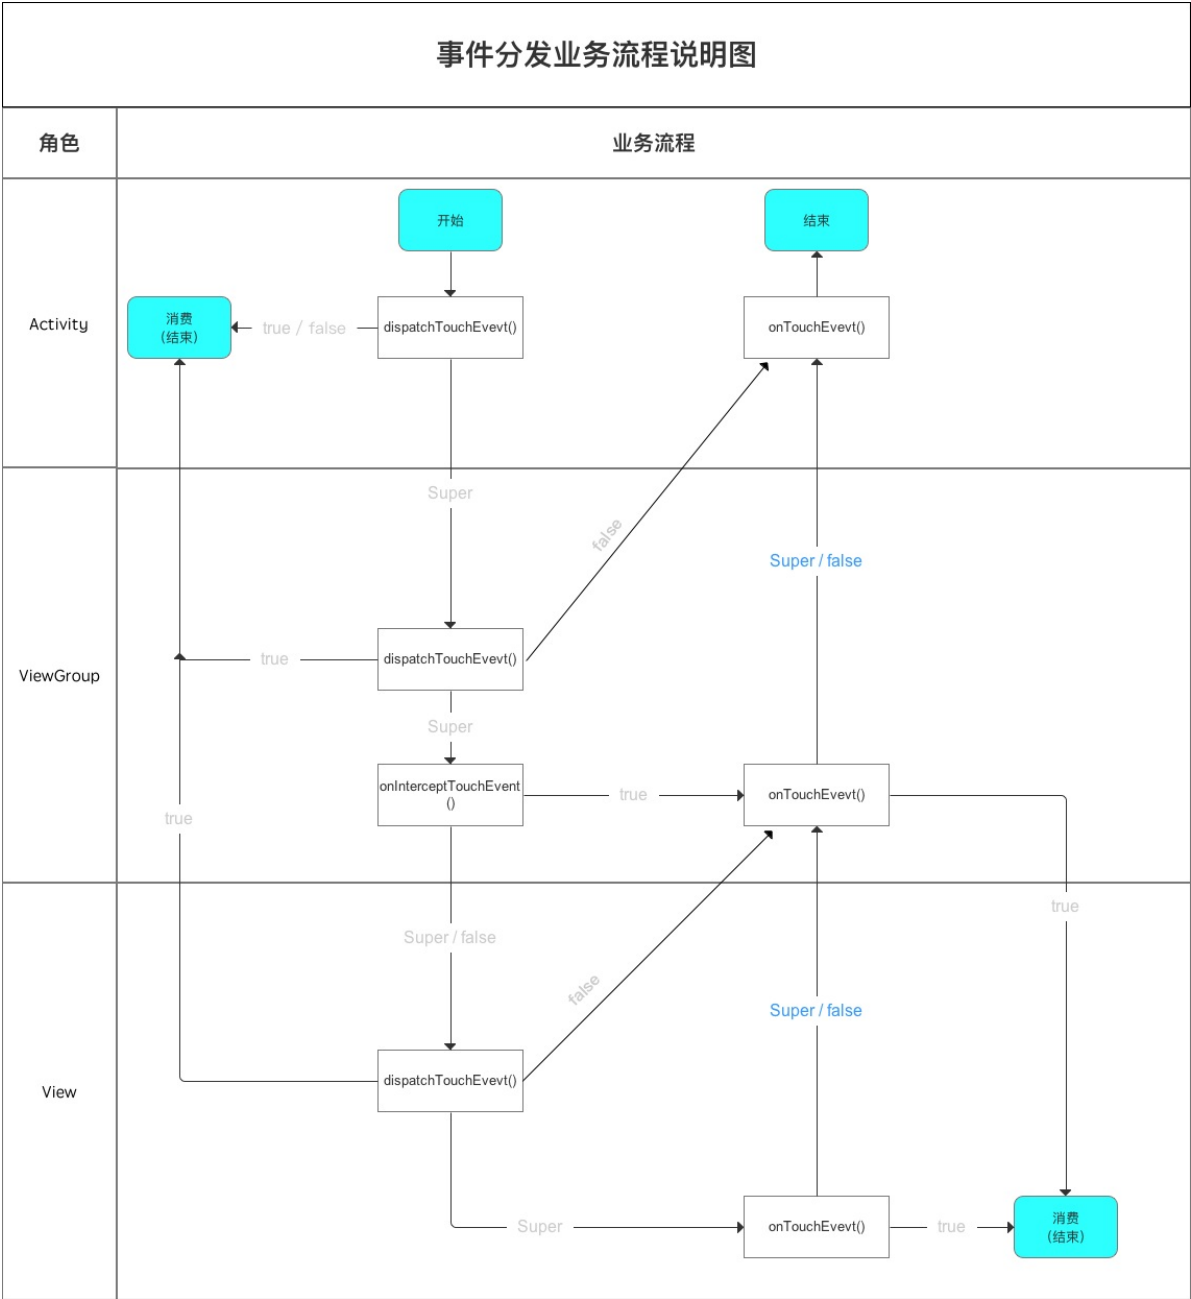 事件分发业务流程说明图
角色
业务流程
开始
结束
Activity
消费
（结束）
true / false
dispatchTouchEvevt()
onTouchEvevt()
Super
false
Super / false
ViewGroup
true
dispatchTouchEvevt()
Super
onInterceptTouchEvent
()
true
onTouchEvevt()
true
true
Super / false
false
Super / false
View
dispatchTouchEvevt()
Super
onTouchEvevt()
true
消费
（结束）